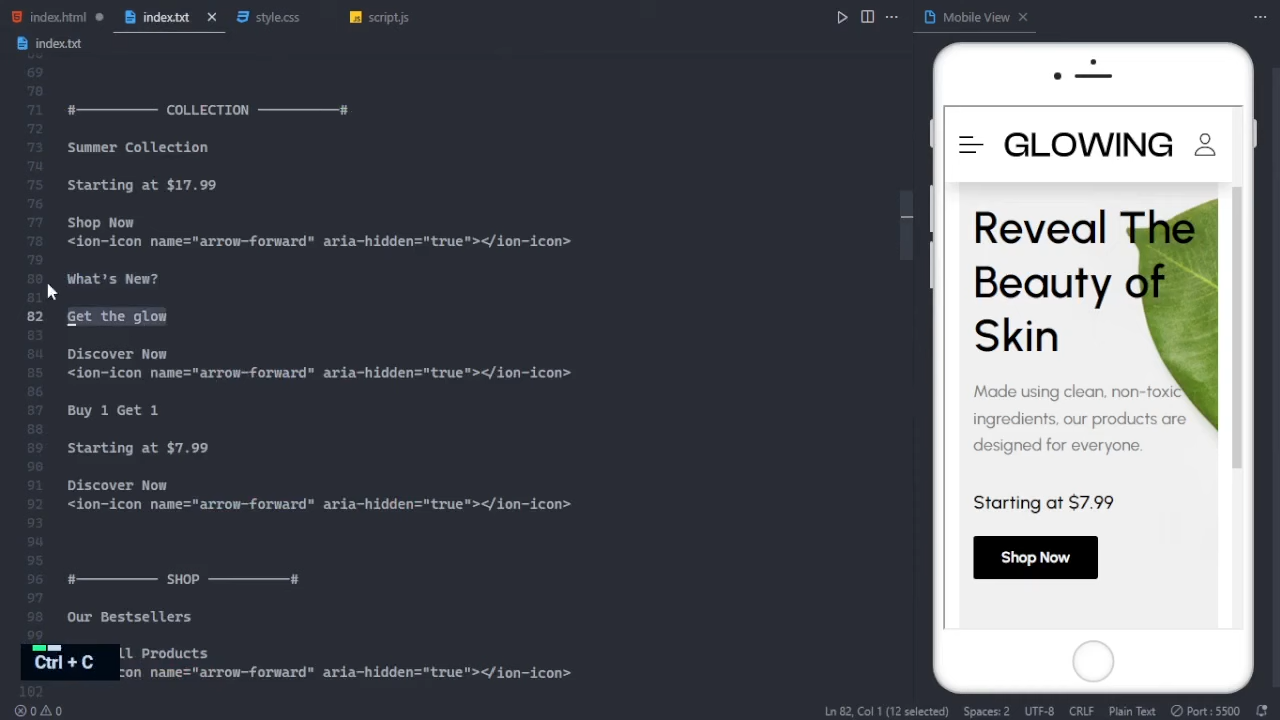 index.html
index.txt
style.css
script.js
Mobile View
index.txt
69
70
71 #────────── COLLECTION ──────────#
72
73 Summer Collection
74
75 Starting at $17.99
76
77 Shop Now
78 <ion-icon name="arrow-forward" aria-hidden="true"></ion-icon>
79
80 What's New?
81
82 Get the glow
83
84 Discover Now
85 <ion-icon name="arrow-forward" aria-hidden="true"></ion-icon>
86
87 Buy 1 Get 1
88
89 Starting at $7.99
90
91 Discover Now
92 <ion-icon name="arrow-forward" aria-hidden="true"></ion-icon>
93
94
95
96 #────────── SHOP ──────────#
97
98 Our Bestsellers
99
ll Products
con name="arrow-forward" aria-hidden="true"></ion-icon>
102
Ctrl + C
GLOWING
Reveal The
Beauty of
Skin
Made using clean, non-toxic
ingredients, our products are
designed for everyone.
Starting at $7.99
Shop Now
0 0
Ln 82, Col 1 (12 selected)
Spaces: 2
UTF-8
CRLF
Plain Text
Port : 5500